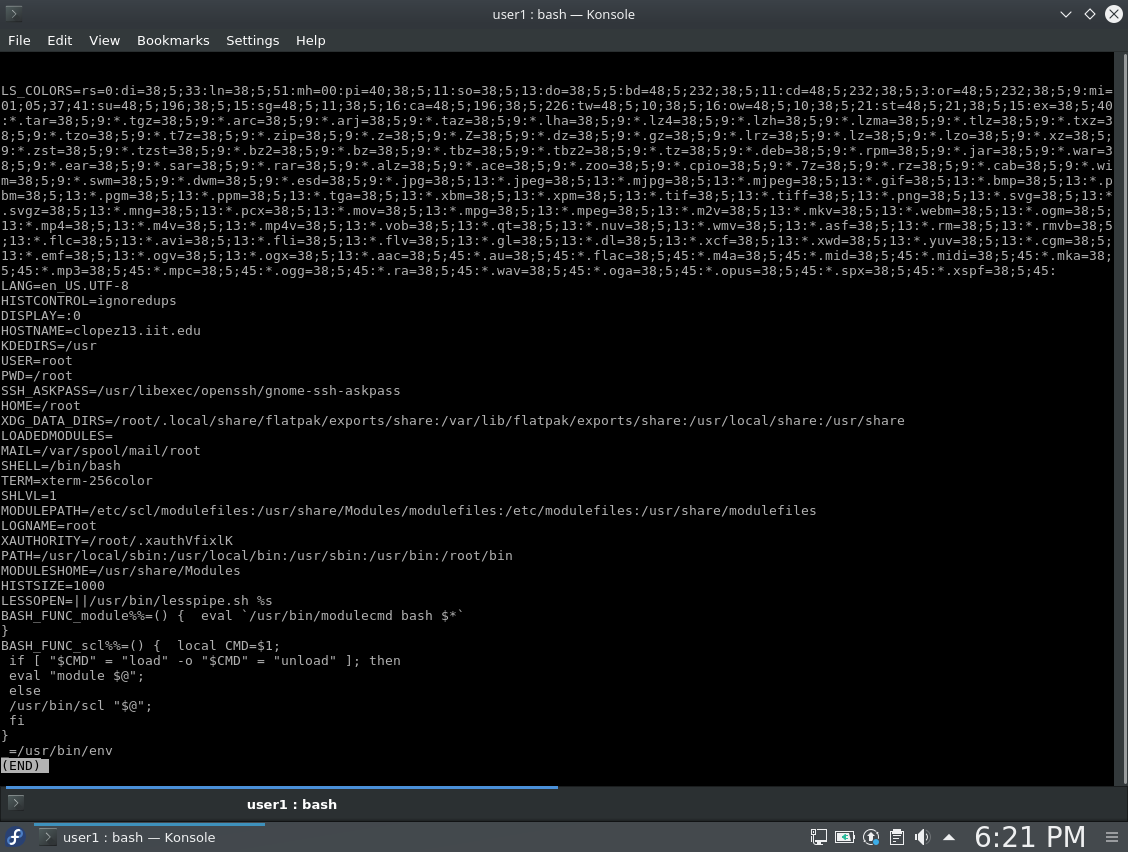 user1 : bash — Konsole
File Edit View Bookmarks Settings Help
LS_COLORS=rs=0:di=38;5;33:ln=38;5;51:mh=00:pi=40;38;5;11:so=38;5;13:do=38;5;5:bd=48;5;232;38;5;11:cd=48;5;232;38;5;3:or=48;5;232;38;5;9:mi=
01;05;37;41:su=48;5;196;38;5;15:sg=48;5;11;38;5;16:ca=48;5;196;38;5;226:tw=48;5;10;38;5;16:ow=48;5;10;38;5;21:st=48;5;21;38;5;15:ex=38;5;40
:*.tar=38;5;9:*.tgz=38;5;9:*.arc=38;5;9:*.arj=38;5;9:*.taz=38;5;9:*.lha=38;5;9:*.lz4=38;5;9:*.lzh=38;5;9:*.lzma=38;5;9:*.tlz=38;5;9:*.txz=3
8;5;9:*.tzo=38;5;9:*.t7z=38;5;9:*.zip=38;5;9:*.z=38;5;9:*.Z=38;5;9:*.dz=38;5;9:*.gz=38;5;9:*.lrz=38;5;9:*.lz=38;5;9:*.lzo=38;5;9:*.xz=38;5;
9:*.zst=38;5;9:*.tzst=38;5;9:*.bz2=38;5;9:*.bz=38;5;9:*.tbz=38;5;9:*.tbz2=38;5;9:*.tz=38;5;9:*.deb=38;5;9:*.rpm=38;5;9:*.jar=38;5;9:*.war=3
8;5;9:*.ear=38;5;9:*.sar=38;5;9:*.rar=38;5;9:*.alz=38;5;9:*.ace=38;5;9:*.zoo=38;5;9:*.cpio=38;5;9:*.7z=38;5;9:*.rz=38;5;9:*.cab=38;5;9:*.wi
m=38;5;9:*.swm=38;5;9:*.dwm=38;5;9:*.esd=38;5;9:*.jpg=38;5;13:*.jpeg=38;5;13:*.mjpg=38;5;13:*.mjpeg=38;5;13:*.gif=38;5;13:*.bmp=38;5;13:*.p
bm=38;5;13:*.pgm=38;5;13:*.ppm=38;5;13:*.tga=38;5;13:*.xbm=38;5;13:*.xpm=38;5;13:*.tif=38;5;13:*.tiff=38;5;13:*.png=38;5;13:*.svg=38;5;13:*
.svgz=38;5;13:*.mng=38;5;13:*.pcx=38;5;13:*.mov=38;5;13:*.mpg=38;5;13:*.mpeg=38;5;13:*.m2v=38;5;13:*.mkv=38;5;13:*.webm=38;5;13:*.ogm=38;5;
13:*.mp4=38;5;13:*.m4v=38;5;13:*.mp4v=38;5;13:*.vob=38;5;13:*.qt=38;5;13:*.nuv=38;5;13:*.wmv=38;5;13:*.asf=38;5;13:*.rm=38;5;13:*.rmvb=38;5
;13:*.flc=38;5;13:*.avi=38;5;13:*.fli=38;5;13:*.flv=38;5;13:*.gl=38;5;13:*.dl=38;5;13:*.xcf=38;5;13:*.xwd=38;5;13:*.yuv=38;5;13:*.cgm=38;5;
13:*.emf=38;5;13:*.ogv=38;5;13:*.ogx=38;5;13:*.aac=38;5;45:*.au=38;5;45:*.flac=38;5;45:*.m4a=38;5;45:*.mid=38;5;45:*.midi=38;5;45:*.mka=38;
5;45:*.mp3=38;5;45:*.mpc=38;5;45:*.ogg=38;5;45:*.ra=38;5;45:*.wav=38;5;45:*.oga=38;5;45:*.opus=38;5;45:*.spx=38;5;45:*.xspf=38;5;45:
LANG=en_US.UTF-8
HISTCONTROL=ignoredups
DISPLAY=:0
HOSTNAME=clopez13.iit.edu
KDEDIRS=/usr
USER=root
PWD=/root
SSH_ASKPASS=/usr/libexec/openssh/gnome-ssh-askpass
HOME=/root
XDG_DATA_DIRS=/root/.local/share/flatpak/exports/share:/var/lib/flatpak/exports/share:/usr/local/share:/usr/share
LOADEDMODULES=
MAIL=/var/spool/mail/root
SHELL=/bin/bash
TERM=xterm-256color
SHLVL=1
MODULEPATH=/etc/scl/modulefiles:/usr/share/Modules/modulefiles:/etc/modulefiles:/usr/share/modulefiles
LOGNAME=root
XAUTHORITY=/root/.xauthVfixlK
PATH=/usr/local/sbin:/usr/local/bin:/usr/sbin:/usr/bin:/root/bin
MODULESHOME=/usr/share/Modules
HISTSIZE=1000
LESSOPEN=||/usr/bin/lesspipe.sh %s
BASH_FUNC_module%%=() {  eval `/usr/bin/modulecmd bash $*`
}
BASH_FUNC_scl%%=() {  local CMD=$1;
 if [ "$CMD" = "load" -o "$CMD" = "unload" ]; then
 eval "module $@";
 else
 /usr/bin/scl "$@";
 fi
}
_=/usr/bin/env
(END)
user1 : bash
user1 : bash — Konsole
6:21 PM